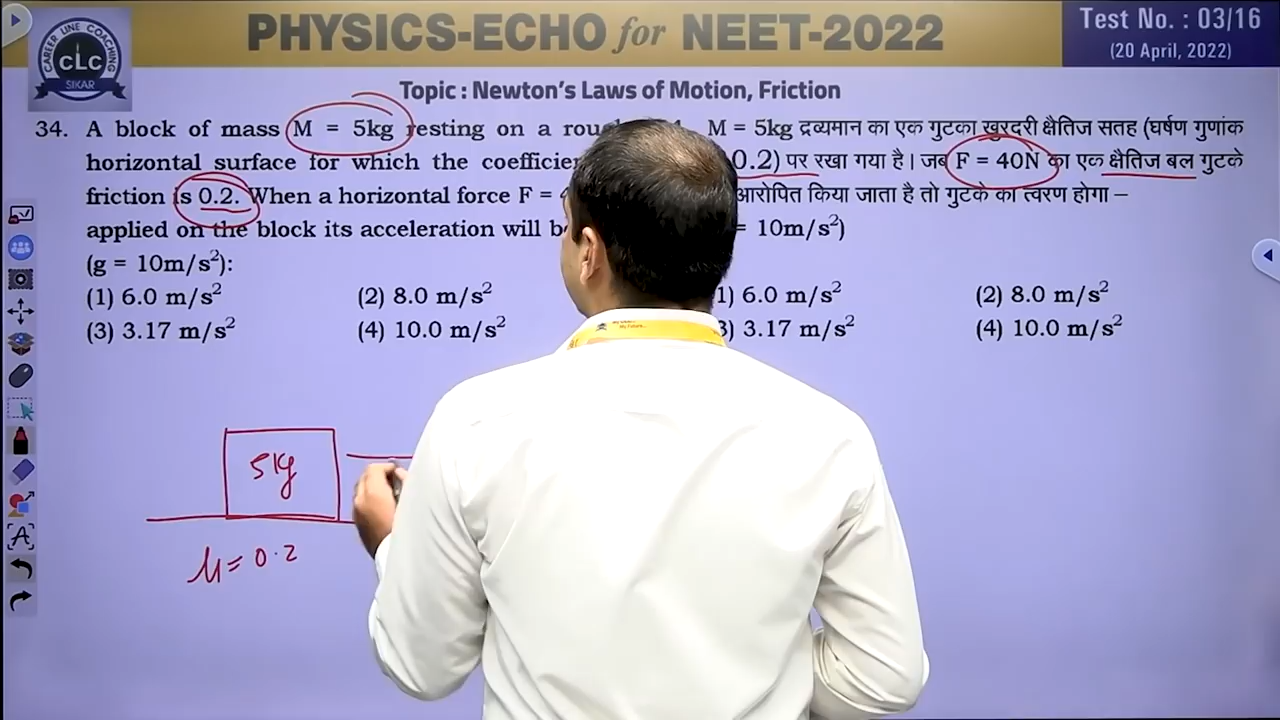 PHYSICS-ECHO for NEET-2022
Test No. : 03/16
(20 April, 2022)
CAREER LINE COACHING
CLC
SIKAR
Topic : Newton's Laws of Motion, Friction
34. A block of mass M = 5kg resting on a
horizontal surface for which the
friction is 0.2. When a horizontal force F =
applied on the block its acceleration will
(g = 10m/s²):
(1) 6.0 m/s² (2) 8.0 m/s²
(3) 3.17 m/s² (4) 10.0 m/s²
M = 5kg द्रव्यमान का एक गुटका खुरदरी क्षैतिज सतह (घर्षण गुणांक
0.2) पर रखा गया है। जब F = 40N का एक क्षैतिज बल गुटके
आरोपित किया जाता है तो गुटके का त्वरण होगा –
= 10m/s²)
1) 6.0 m/s² (2) 8.0 m/s²
3) 3.17 m/s² (4) 10.0 m/s²
5kg
μ = 0.2
A